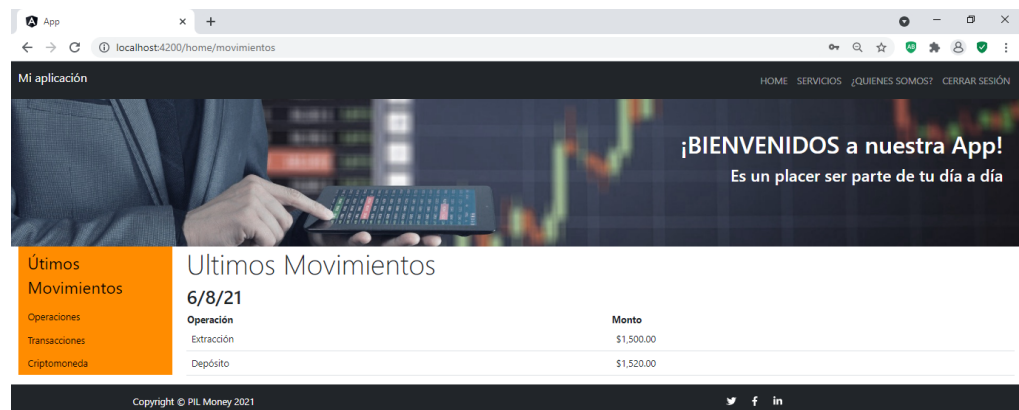 App
localhost:4200/home/movimientos
Mi aplicación
HOME SERVICIOS ¿QUIENES SOMOS? CERRAR SESIÓN
¡BIENVENIDOS a nuestra App!
Es un placer ser parte de tu día a día
Útimos
Movimientos
Operaciones
Transacciones
Criptomoneda
Ultimos Movimientos
6/8/21
Operación Monto
Extracción $1,500.00
Depósito $1,520.00
Copyright © PIL Money 2021